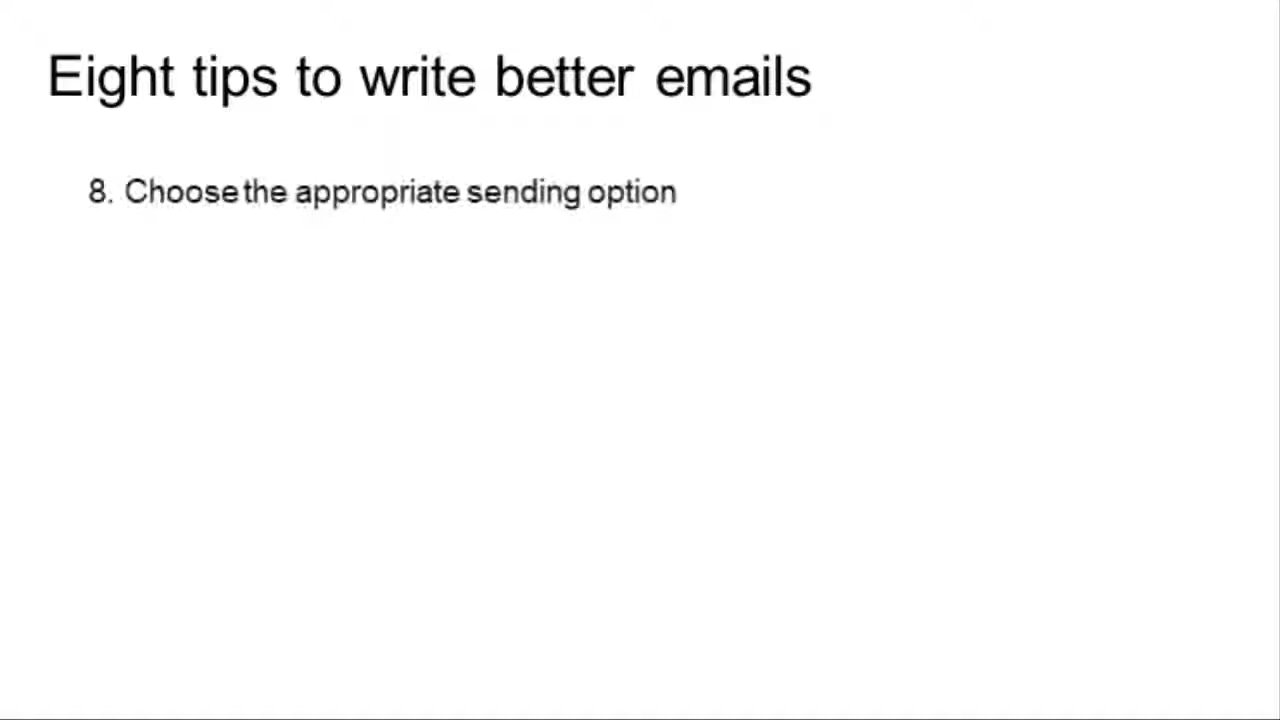 Eight tips to write better emails
8. Choose the appropriate sending option